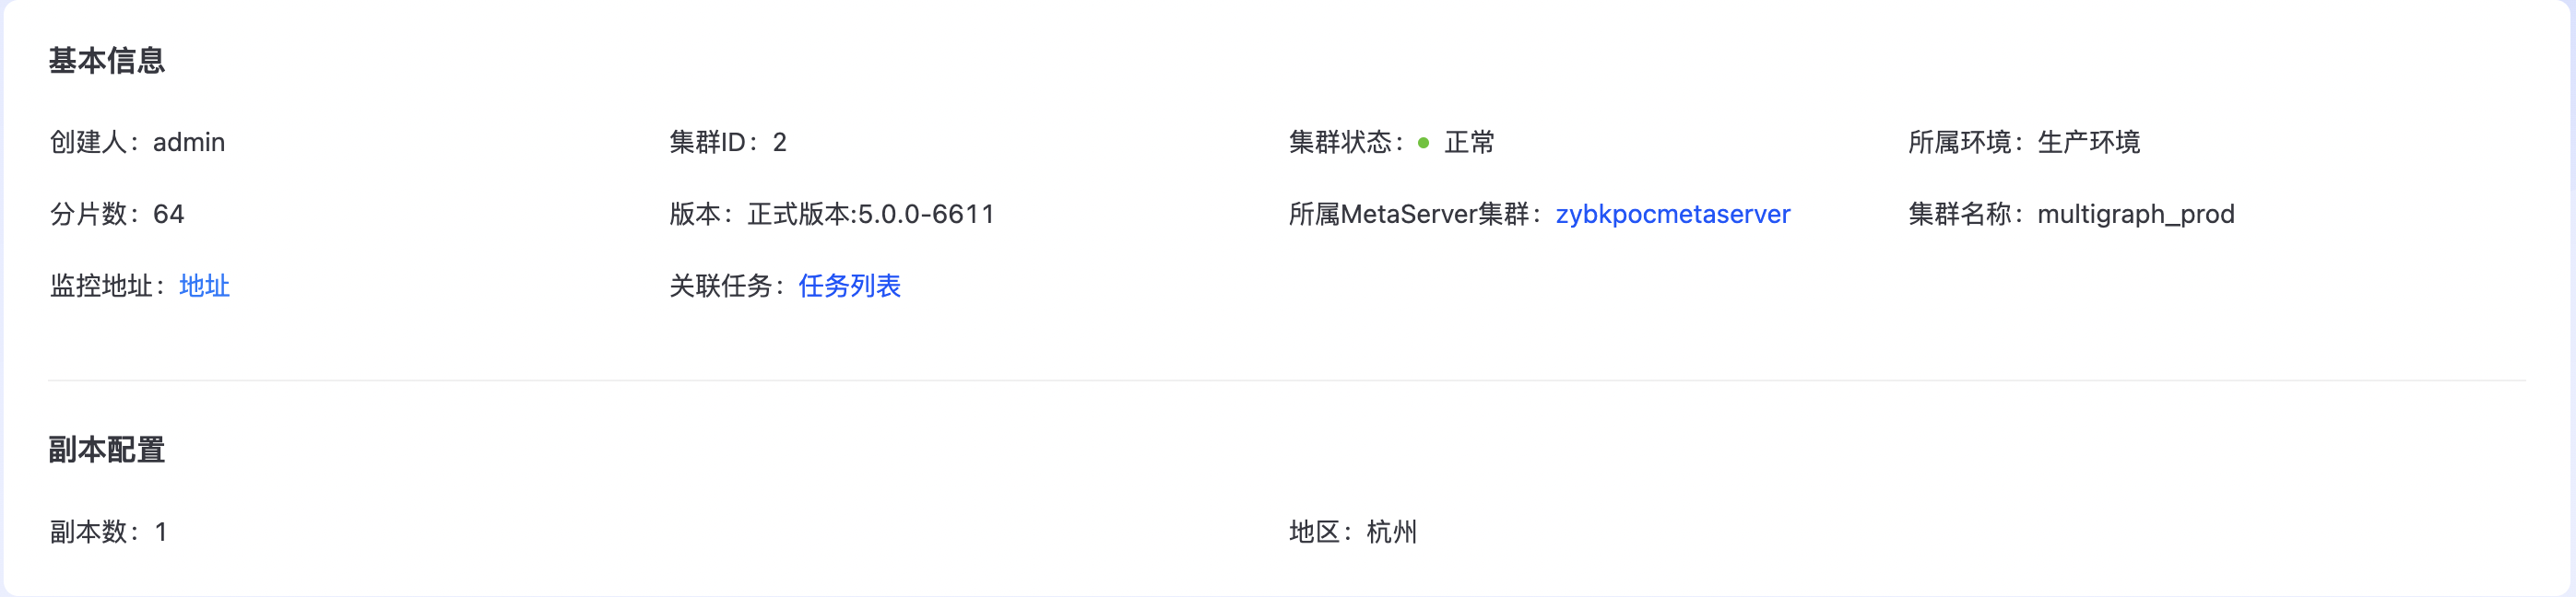 基本信息
创建人：admin 集群ID：2 集群状态：正常 所属环境：生产环境
分片数：64 版本：正式版本:5.0.0-6611 所属MetaServer集群：zybkpocmetaserver 集群名称：multigraph_prod
监控地址：地址 关联任务：任务列表
副本配置
副本数：1 地区：杭州